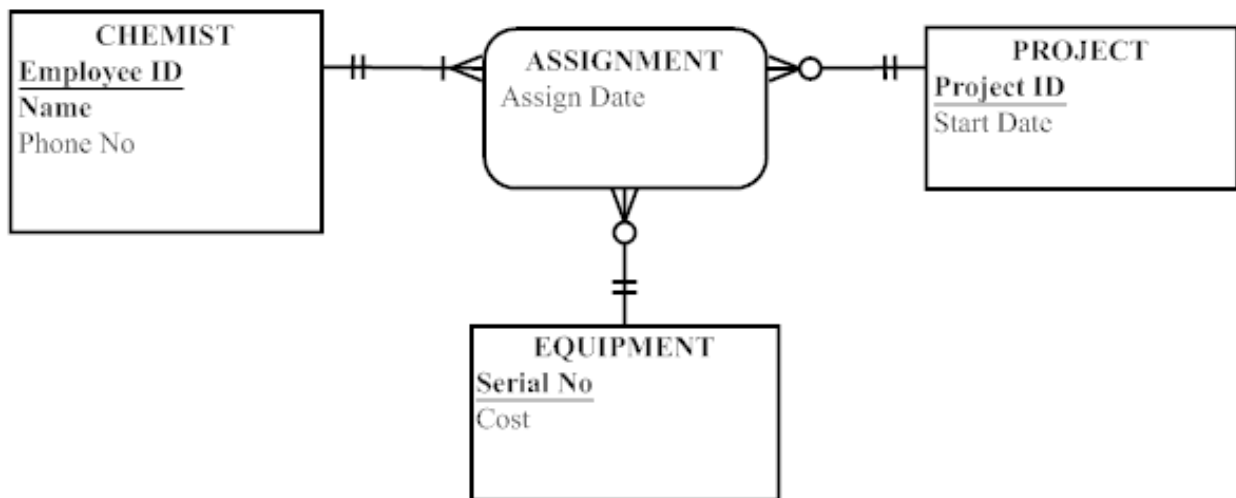 CHEMIST
Employee ID
Name
Phone No
ASSIGNMENT
Assign Date
PROJECT
Project ID
Start Date
EQUIPMENT
Serial No
Cost